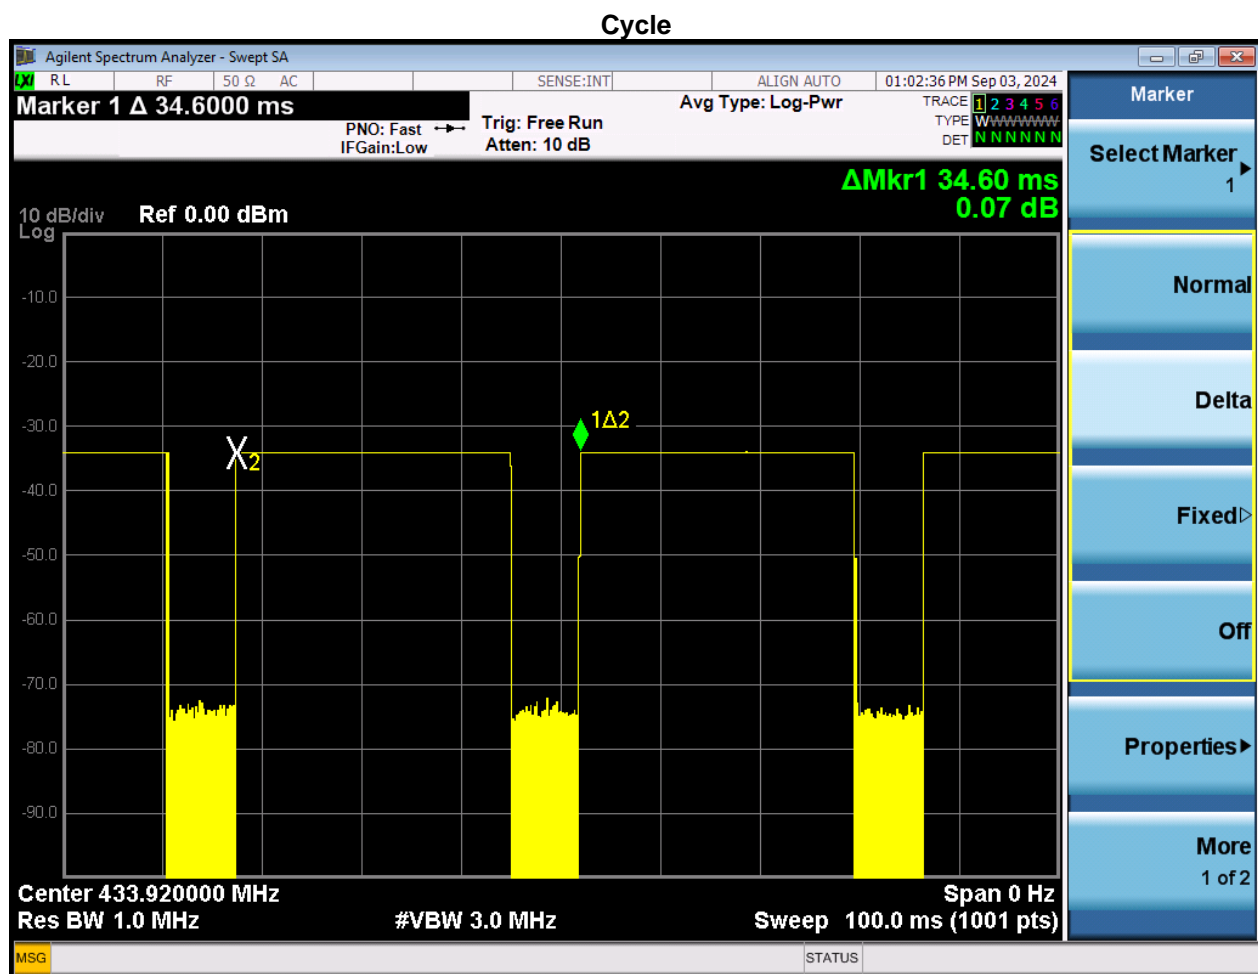 Cycle
Agilent Spectrum Analyzer - Swept SA
LXI RL RF 50 Ω AC SENSE:INT ALIGN AUTO 01:02:36 PM Sep 03, 2024
Marker 1 Δ 34.6000 ms
PNO: Fast
IFGain:Low
Trig: Free Run
Atten: 10 dB
Avg Type: Log-Pwr
TRACE 1 2 3 4 5 6
TYPE WWWWWW
DET N N N N N N
ΔMkr1 34.60 ms
0.07 dB
10 dB/div Ref 0.00 dBm
Log
-10.0
-20.0
-30.0
-40.0
-50.0
-60.0
-70.0
-80.0
-90.0
X2
1Δ2
Center 433.920000 MHz Span 0 Hz
Res BW 1.0 MHz #VBW 3.0 MHz Sweep 100.0 ms (1001 pts)
MSG STATUS
Marker
Select Marker
1
Normal
Delta
Fixed
Off
Properties
More
1 of 2